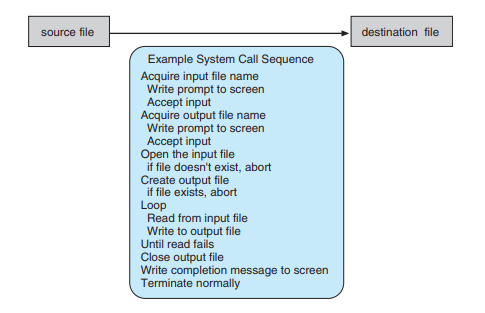 source file
destination file
Example System Call Sequence
Acquire input file name
Write prompt to screen
Accept input
Acquire output file name
Write prompt to screen
Accept input
Open the input file
if file doesn't exist, abort
Create output file
if file exists, abort
Loop
Read from input file
Write to output file
Until read fails
Close output file
Write completion message to screen
Terminate normally